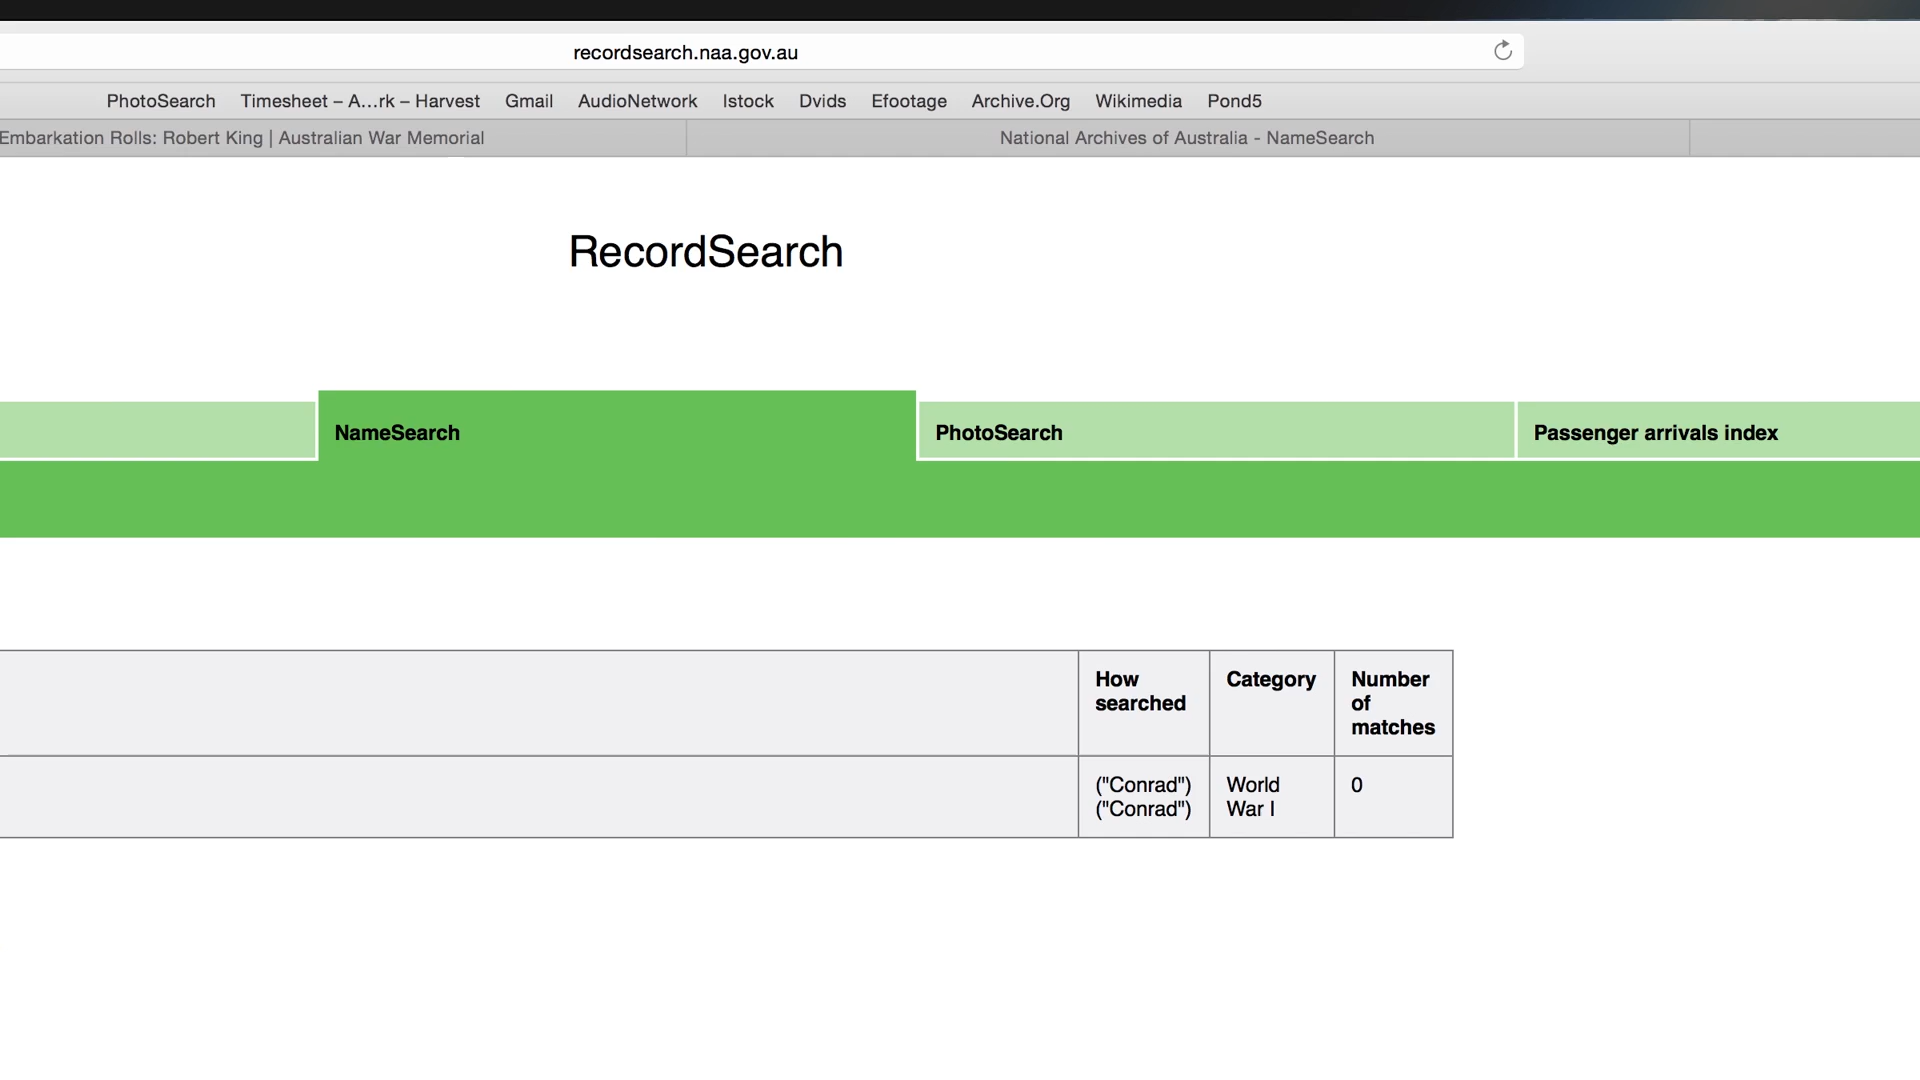 recordsearch.naa.gov.au
PhotoSearch Timesheet – A...rk – Harvest Gmail AudioNetwork Istock Dvids Efootage Archive.Org Wikimedia Pond5
Embarkation Rolls: Robert King | Australian War Memorial National Archives of Australia - NameSearch
RecordSearch
NameSearch PhotoSearch Passenger arrivals index
How searched Category Number of matches
("Conrad") World 0
("Conrad") War I